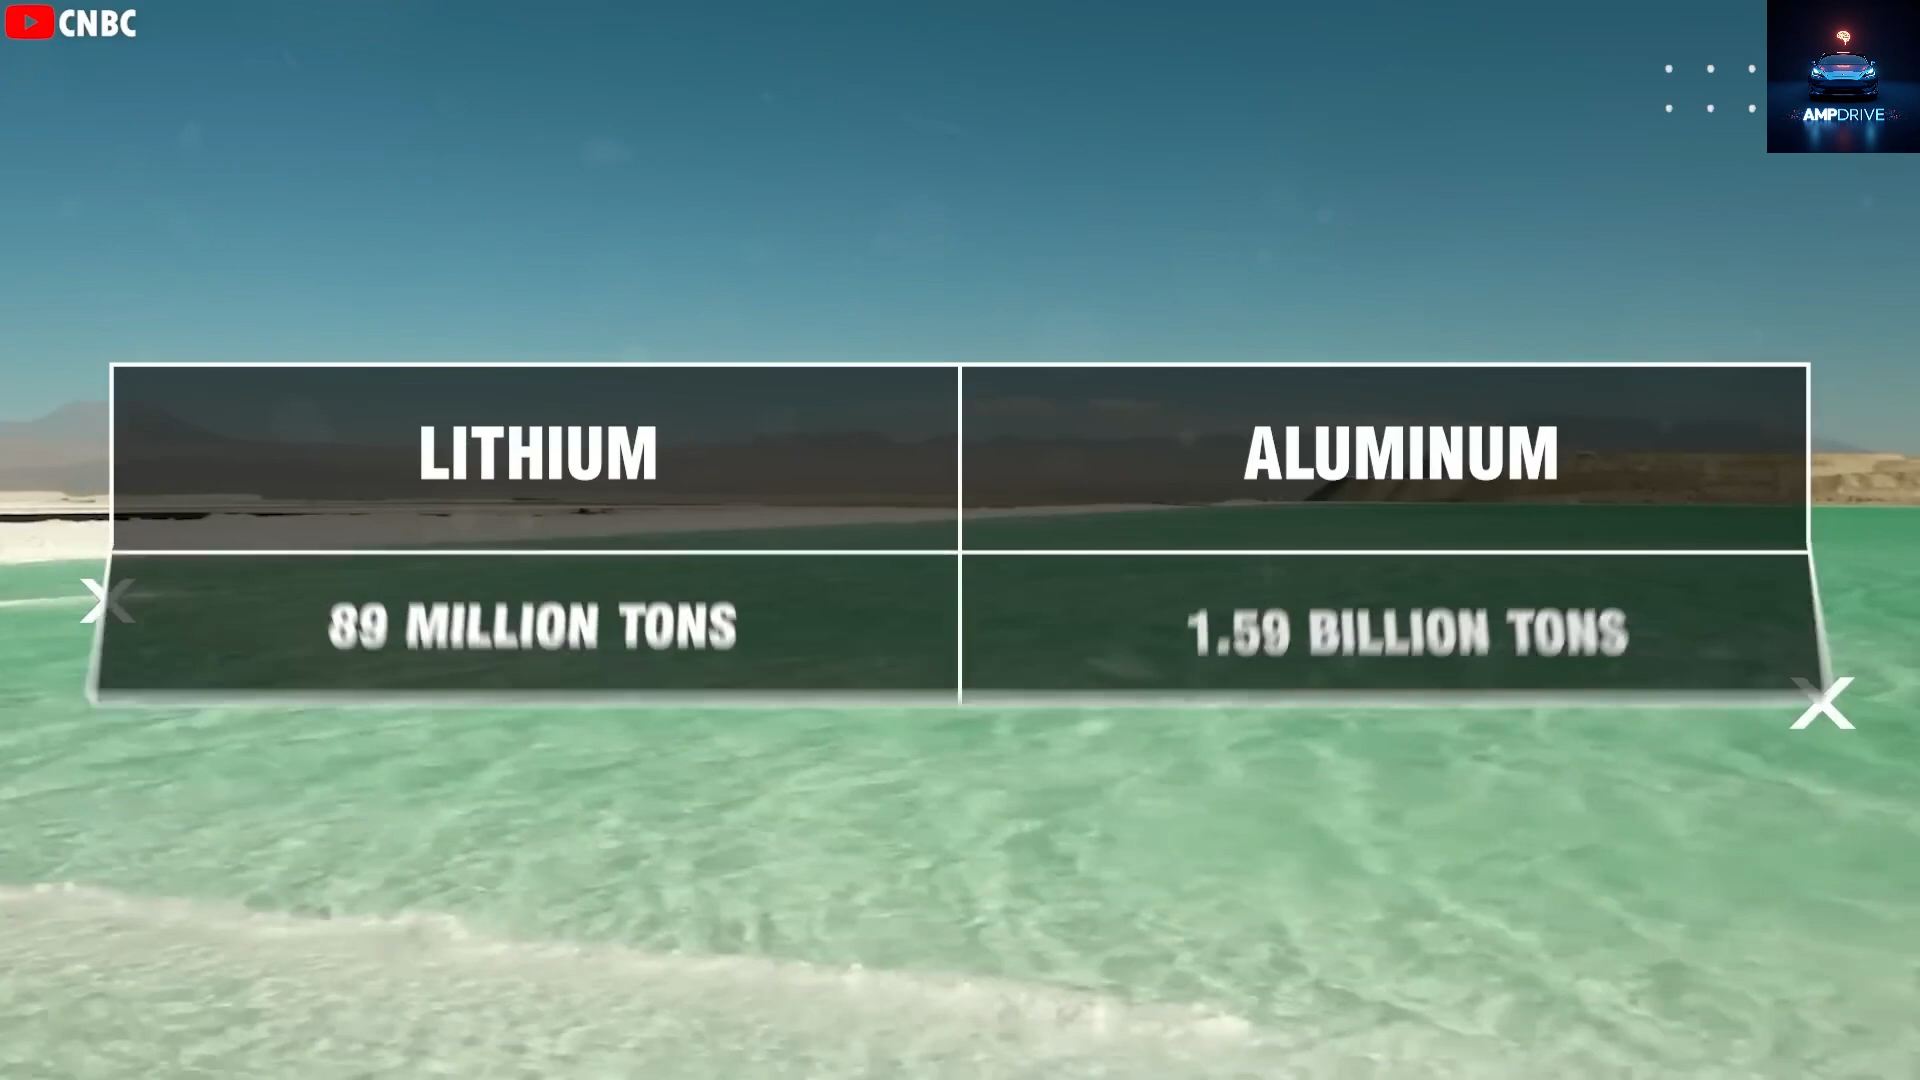 CNBC
AMPDRIVE
LITHIUM
ALUMINUM
89 MILLION TONS
1.59 BILLION TONS